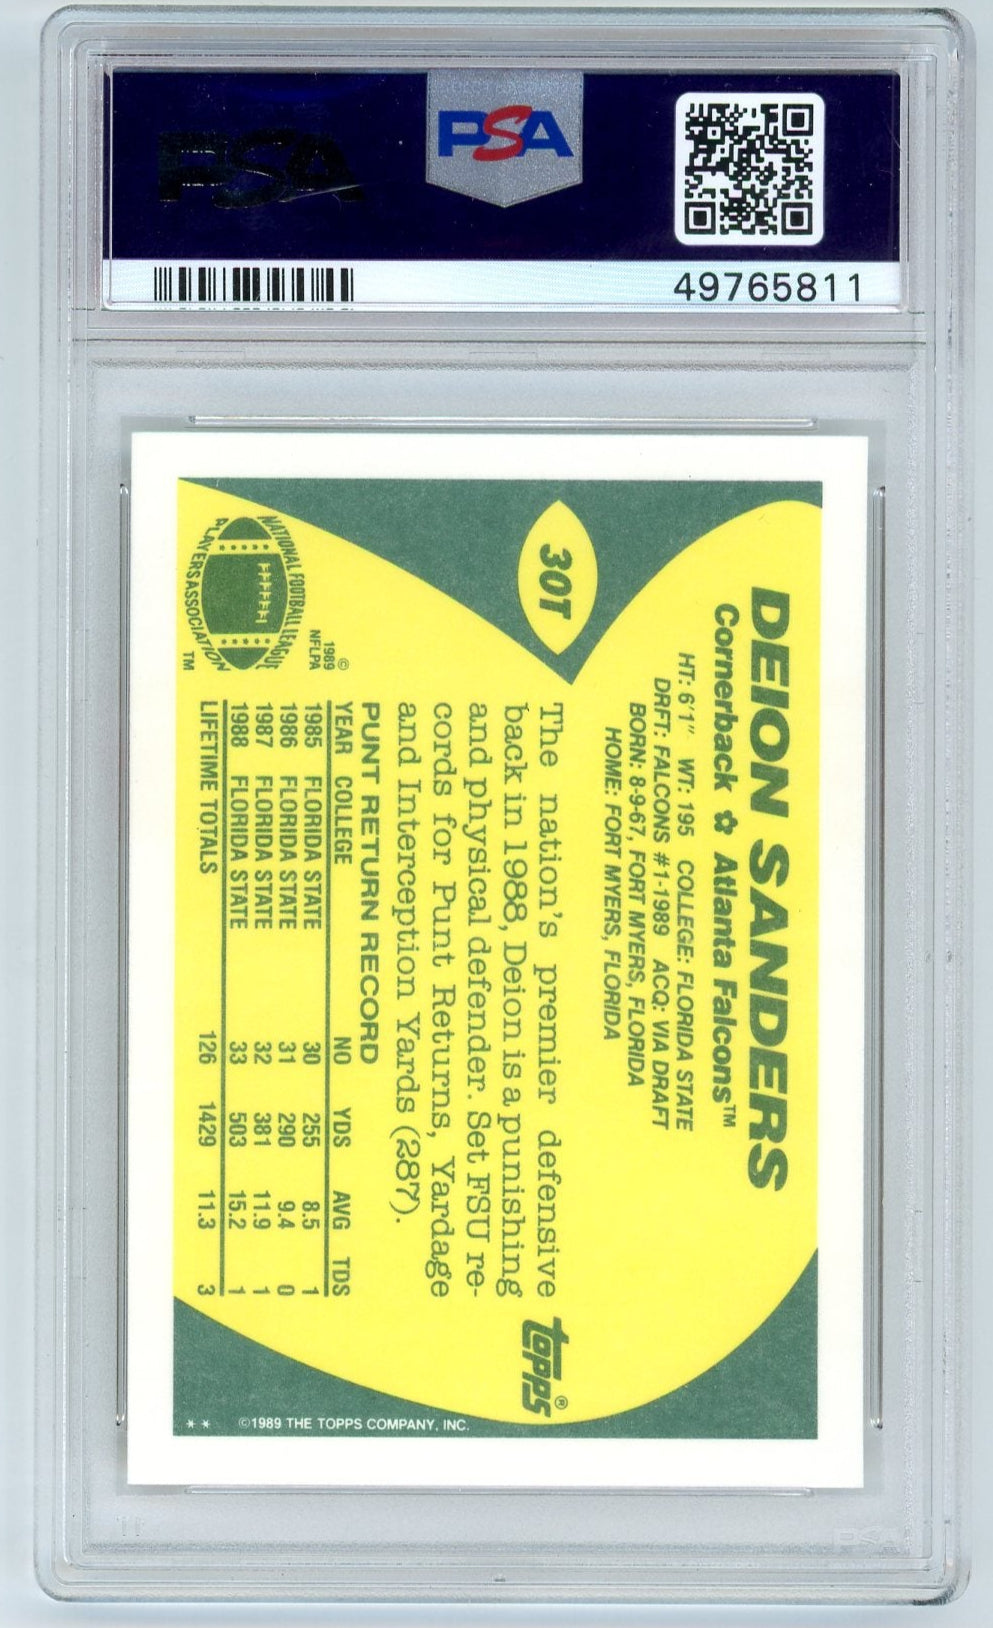 PSA
PSA
49765811
30T
DEION SANDERS
Cornerback ✿ Atlanta Falcons™
HT: 6'1" WT: 195 COLLEGE: FLORIDA STATE
DRFT: FALCONS #1-1989 ACQ: VIA DRAFT
BORN: 8-9-67, FORT MYERS, FLORIDA
HOME: FORT MYERS, FLORIDA
The nation's premier defensive
back in 1988, Deion is a punishing
and physical defender. Set FSU re-
cords for Punt Returns, Yardage
and Interception Yards (287).
topps®
NATIONAL FOOTBALL LEAGUE
PLAYERS ASSOCIATION
TM
©
1989
NFLPA
PUNT RETURN RECORD
YEAR COLLEGE NO YDS AVG TDS
1985 FLORIDA STATE 30 255 8.5 1
1986 FLORIDA STATE 31 290 9.4 0
1987 FLORIDA STATE 32 381 11.9 1
1988 FLORIDA STATE 33 503 15.2 1
LIFETIME TOTALS 126 1429 11.3 3
** ©1989 THE TOPPS COMPANY, INC.
PSA